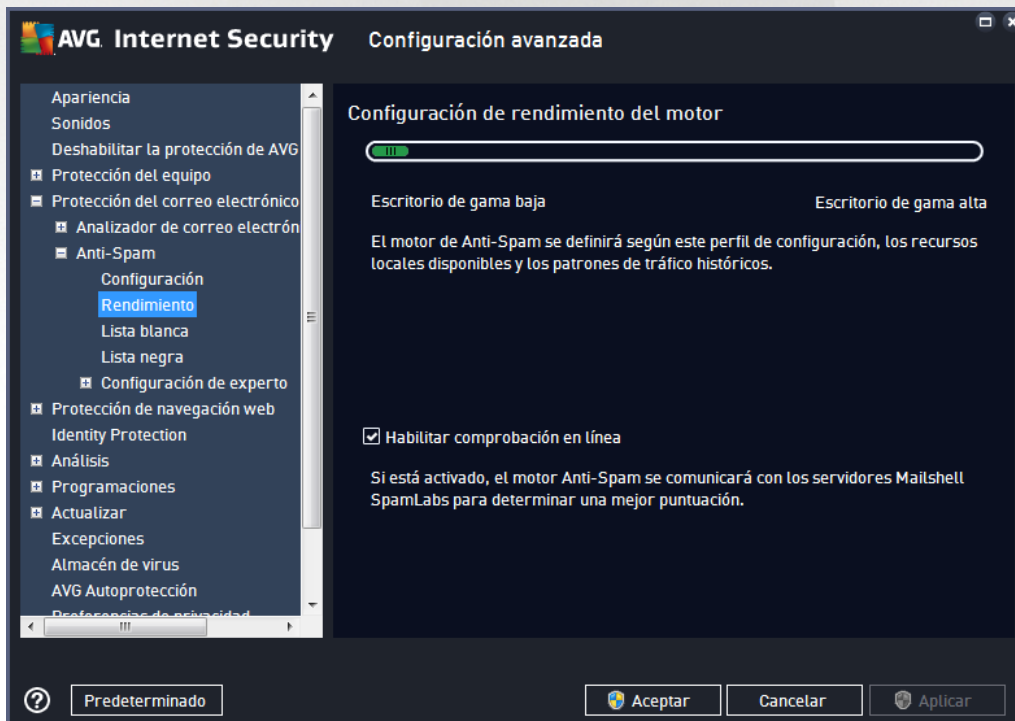 AVG Internet Security Configuración avanzada
Apariencia
Sonidos
Deshabilitar la protección de AVG
Protección del equipo
Protección del correo electrónico
Analizador de correo electrón
Anti-Spam
Configuración
Rendimiento
Lista blanca
Lista negra
Configuración de experto
Protección de navegación web
Identity Protection
Análisis
Programaciones
Actualizar
Excepciones
Almacén de virus
AVG Autoprotección
Preferencias de privacidad
Configuración de rendimiento del motor
Escritorio de gama baja
Escritorio de gama alta
El motor de Anti-Spam se definirá según este perfil de configuración, los recursos
locales disponibles y los patrones de tráfico históricos.
Habilitar comprobación en línea
Si está activado, el motor Anti-Spam se comunicará con los servidores Mailshell
SpamLabs para determinar una mejor puntuación.
? Predeterminado
Aceptar
Cancelar
Aplicar